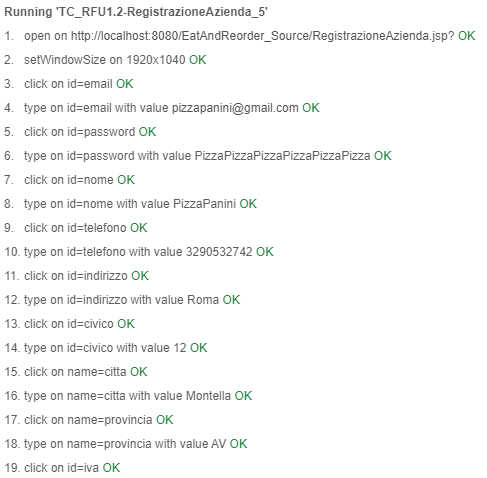 Running 'TC_RFU1.2-RegistrazioneAzienda_5'
1. open on http://localhost:8080/EatAndReorder_Source/RegistrazioneAzienda.jsp? OK
2. setWindowSize on 1920x1040 OK
3. click on id=email OK
4. type on id=email with value pizzapanini@gmail.com OK
5. click on id=password OK
6. type on id=password with value PizzaPizzaPizzaPizzaPizzaPizza OK
7. click on id=nome OK
8. type on id=nome with value PizzaPanini OK
9. click on id=telefono OK
10. type on id=telefono with value 3290532742 OK
11. click on id=indirizzo OK
12. type on id=indirizzo with value Roma OK
13. click on id=civico OK
14. type on id=civico with value 12 OK
15. click on name=citta OK
16. type on name=citta with value Montella OK
17. click on name=provincia OK
18. type on name=provincia with value AV OK
19. click on id=iva OK